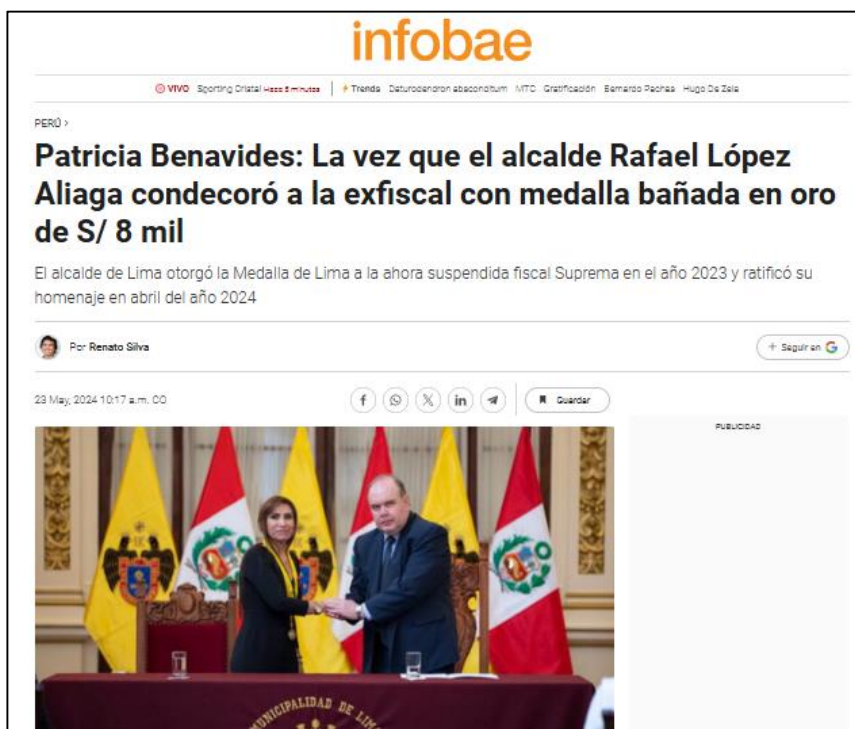 infobae
VIVO Sporting Cristal Hace 5 minutos Trends Daturodendron absconditum MTC Gratificación Bernardo Pachas Hugo De Zela
PERÚ >
Patricia Benavides: La vez que el alcalde Rafael López
Aliaga condecoró a la exfiscal con medalla bañada en oro
de S/ 8 mil
El alcalde de Lima otorgó la Medalla de Lima a la ahora suspendida fiscal Suprema en el año 2023 y ratificó su
homenaje en abril del año 2024
Por Renato Silva
+ Seguir en G
23 May, 2024 10:17 a.m. CO
Guardar
PUBLICIDAD
MUNICIPALIDAD DE LIMA